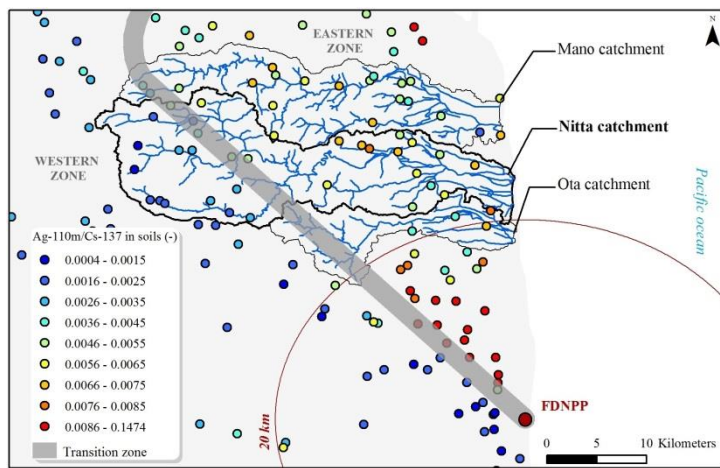 EASTERN
ZONE
N
Mano catchment
Nitta catchment
WESTERN
ZONE
Ota catchment
Pacific ocean
Ag-110m/Cs-137 in soils (-)
0.0004 - 0.0015
0.0016 - 0.0025
0.0026 - 0.0035
0.0036 - 0.0045
0.0046 - 0.0055
0.0056 - 0.0065
0.0066 - 0.0075
0.0076 - 0.0085
0.0086 - 0.1474
Transition zone
20 km
FDNPP
0 5 10 Kilometers